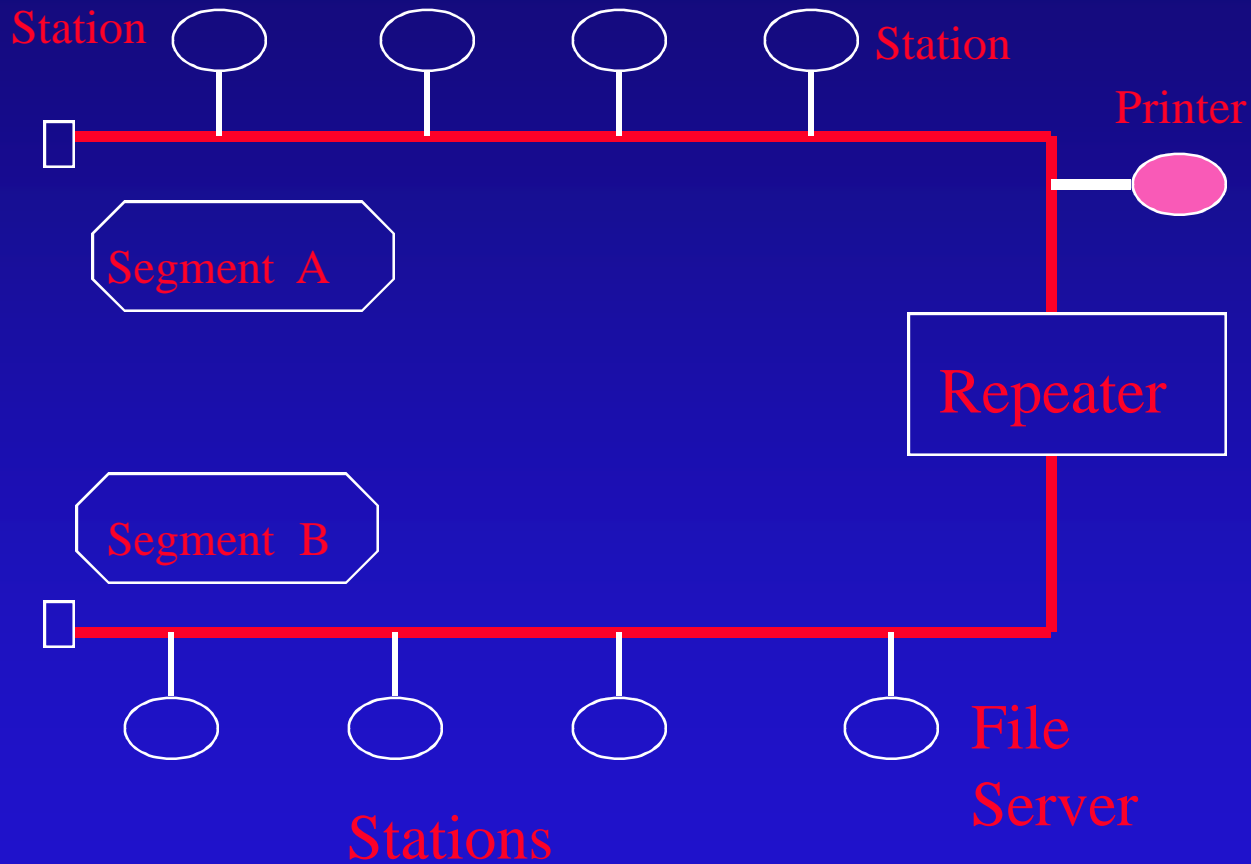 Station
Station
Printer
Segment A
Repeater
Segment B
File
Server
Stations